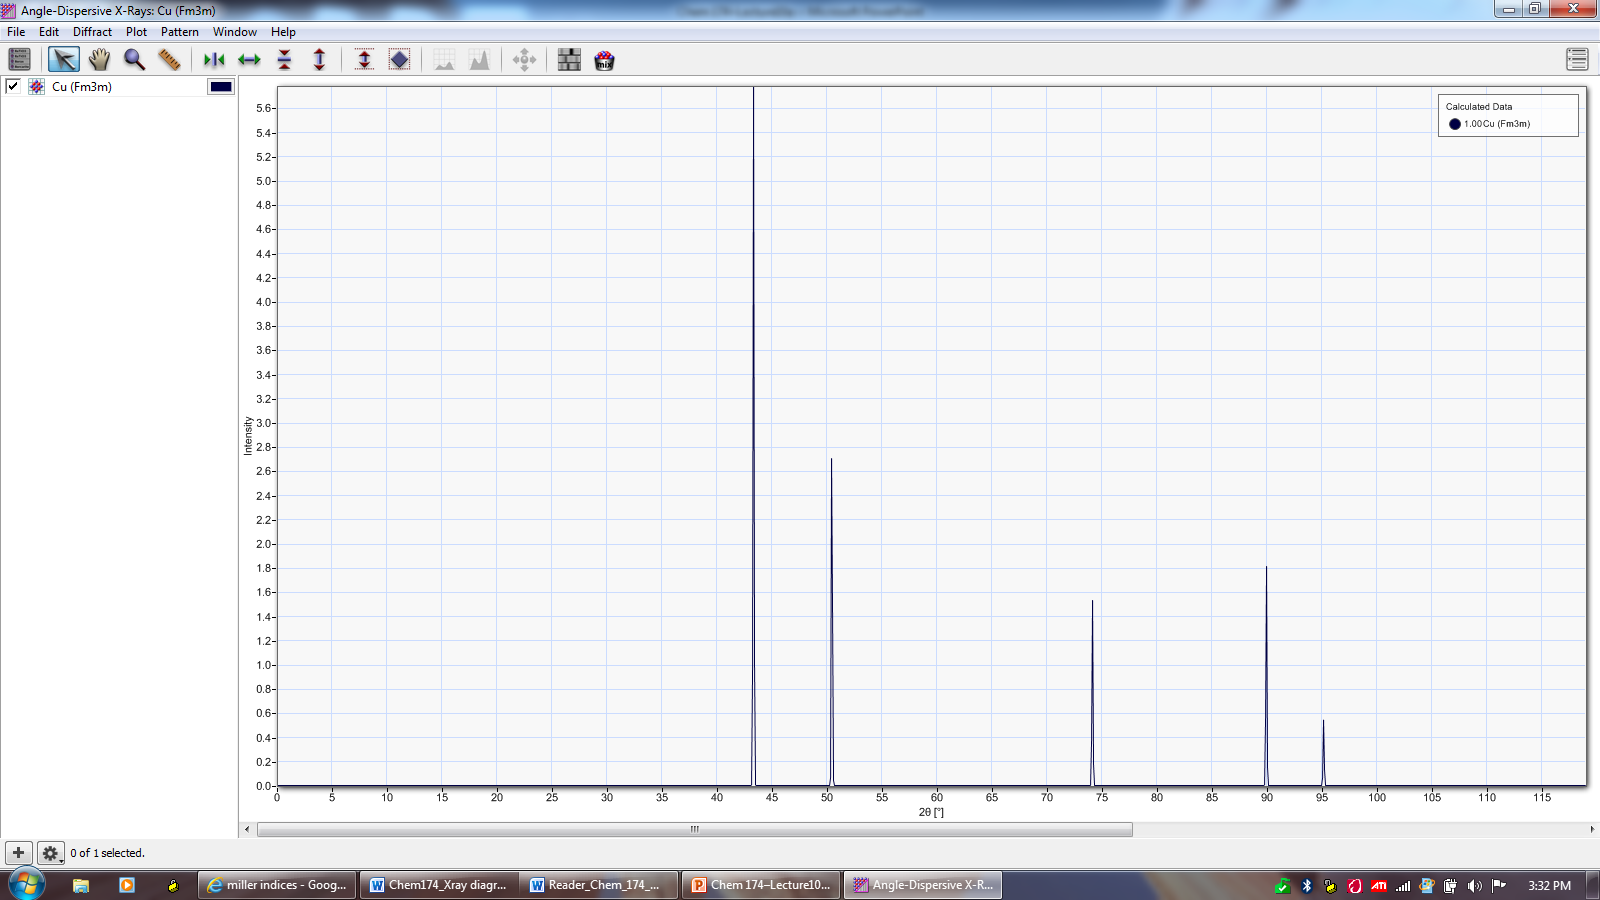 Angle-Dispersive X-Rays: Cu (Fm3m)
File Edit Diffract Plot Pattern Window Help
mix
Cu (Fm3m)
Calculated Data
1.00Cu (Fm3m)
5.6
5.4
5.2
5.0
4.8
4.6
4.4
4.2
4.0
3.8
3.6
3.4
3.2
3.0
2.8
2.6
2.4
2.2
2.0
1.8
1.6
1.4
1.2
1.0
0.8
0.6
0.4
0.2
0.0
Intensity
0 5 10 15 20 25 30 35 40 45 50 55 60 65 70 75 80 85 90 95 100 105 110 115
2θ [°]
0 of 1 selected.
miller indices - Goog...
Chem174_Xray diagr...
Reader_Chem_174_...
Chem 174–Lecture10...
Angle-Dispersive X-R...
ATI
3:32 PM